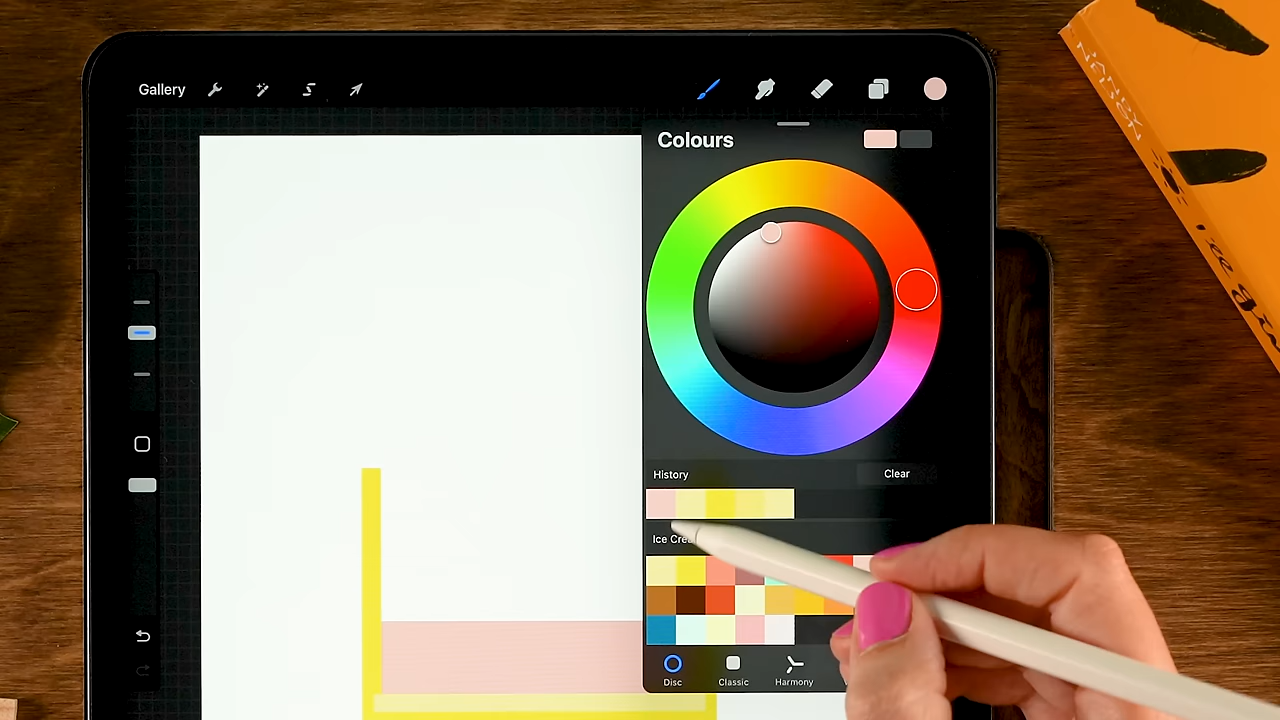 Gallery
Colours
History
Clear
Ice Cre
Disc
Classic
Harmony